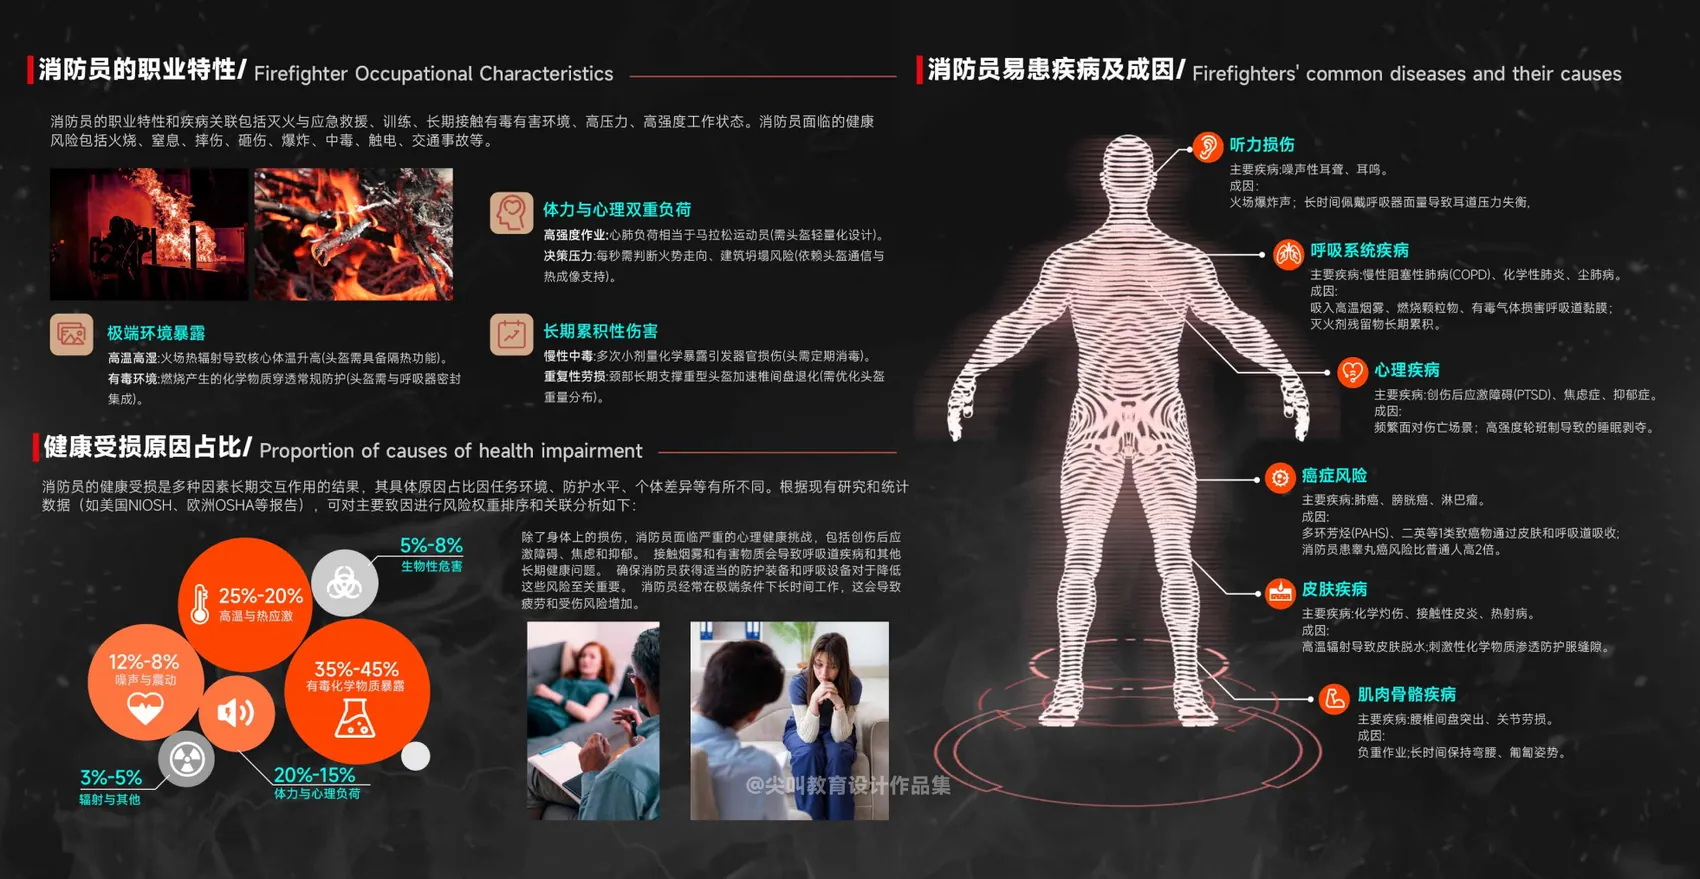 消防员的职业特性/ Firefighter Occupational Characteristics
消防员的职业特性和疾病关联包括灭火与应急救援、训练、长期接触有毒有害环境、高压力、高强度工作状态。消防员面临的健康
风险包括火烧、窒息、摔伤、砸伤、爆炸、中毒、触电、交通事故等。
体力与心理双重负荷
高强度作业:心肺负荷相当于马拉松运动员(需头盔轻量化设计)。
决策压力:每秒需判断火势走向、建筑坍塌风险(依赖头盔通信与
热成像支持)。
极端环境暴露
高温高湿:火场热辐射导致核心体温升高(头盔需具备隔热功能)。
有毒环境:燃烧产生的化学物质穿透常规防护(头盔需与呼吸器密封
集成)。
长期累积性伤害
慢性中毒:多次小剂量化学暴露引发器官损伤(头需定期消毒)。
重复性劳损:颈部长期支撑重型头盔加速椎间盘退化(需优化头盔
重量分布)。
健康受损原因占比/ Proportion of causes of health impairment
消防员的健康受损是多种因素长期交互作用的结果，其具体原因占比因任务环境、防护水平、个体差异等有所不同。根据现有研究和统计
数据（如美国NIOSH、欧洲OSHA等报告），可对主要致因进行风险权重排序和关联分析如下：
5%-8%
生物性危害
25%-20%
高温与热应激
12%-8%
噪声与震动
35%-45%
有毒化学物质暴露
3%-5%
辐射与其他
20%-15%
体力与心理负荷
除了身体上的损伤，消防员面临严重的心理健康挑战，包括创伤后应
激障碍、焦虑和抑郁。 接触烟雾和有害物质会导致呼吸道疾病和其他
长期健康问题。 确保消防员获得适当的防护装备和呼吸设备对于降低
这些风险至关重要。 消防员经常在极端条件下长时间工作，这会导致
疲劳和受伤风险增加。
@尖叫教育设计作品集
消防员易患疾病及成因/ Firefighters' common diseases and their causes
听力损伤
主要疾病:噪声性耳聋、耳鸣。
成因:
火场爆炸声；长时间佩戴呼吸器面罩导致耳道压力失衡,
呼吸系统疾病
主要疾病:慢性阻塞性肺病(COPD)、化学性肺炎、尘肺病。
成因:
吸入高温烟雾、燃烧颗粒物、有毒气体损害呼吸道黏膜；
灭火剂残留物长期累积。
心理疾病
主要疾病:创伤后应激障碍(PTSD)、焦虑症、抑郁症。
成因:
频繁面对伤亡场景；高强度轮班制导致的睡眠剥夺。
癌症风险
主要疾病:肺癌、膀胱癌、淋巴瘤。
成因:
多环芳烃(PAHS)、二英等1类致癌物通过皮肤和呼吸道吸收;
消防员患睾丸癌风险比普通人高2倍。
皮肤疾病
主要疾病:化学灼伤、接触性皮炎、热射病。
成因:
高温辐射导致皮肤脱水;刺激性化学物质渗透防护服缝隙。
肌肉骨骼疾病
主要疾病:腰椎间盘突出、关节劳损。
成因:
负重作业;长时间保持弯腰、匍匐姿势。